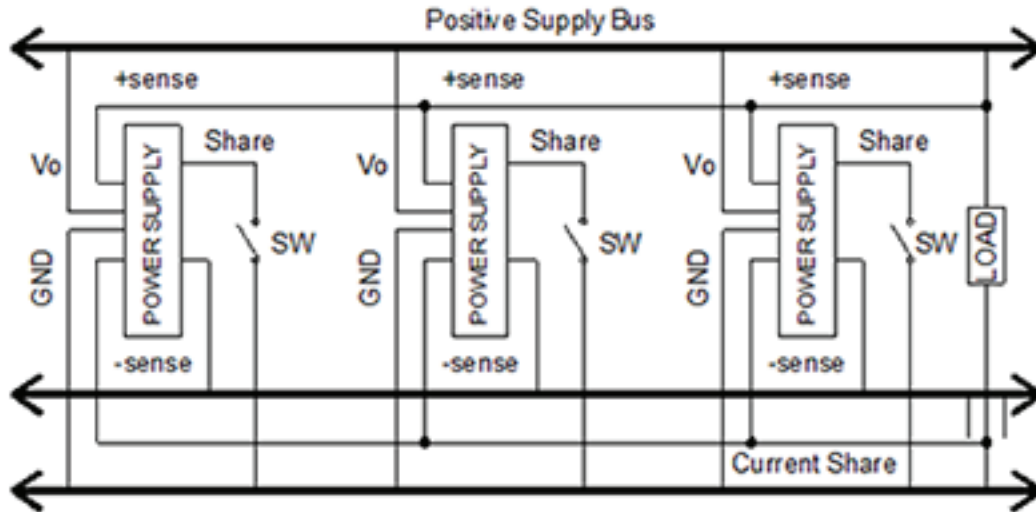 Positive Supply Bus
+sense
+sense
+sense
Share
Share
Share
Vo
Vo
Vo
POWER SUPPLY
POWER SUPPLY
POWER SUPPLY
SW
SW
SW
LOAD
GND
GND
GND
-sense
-sense
-sense
Current Share